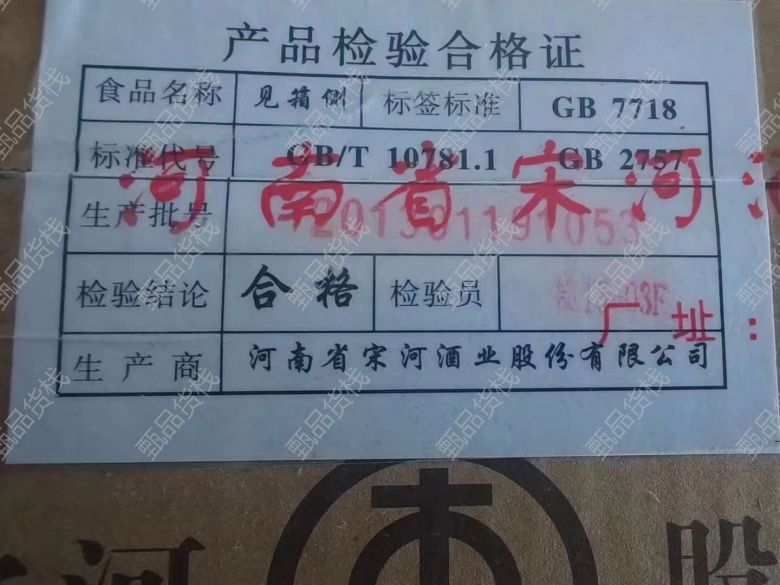 产品检验合格证
食品名称 见箱侧 标签标准 GB 7718
标准代号 GB/T 10781.1 GB 2757
河南省宋河
生产批号 201301191053
检验结论 合格 检验员
厂址:
生产商 河南省宋河酒业股份有限公司
河 股
甄品货栈